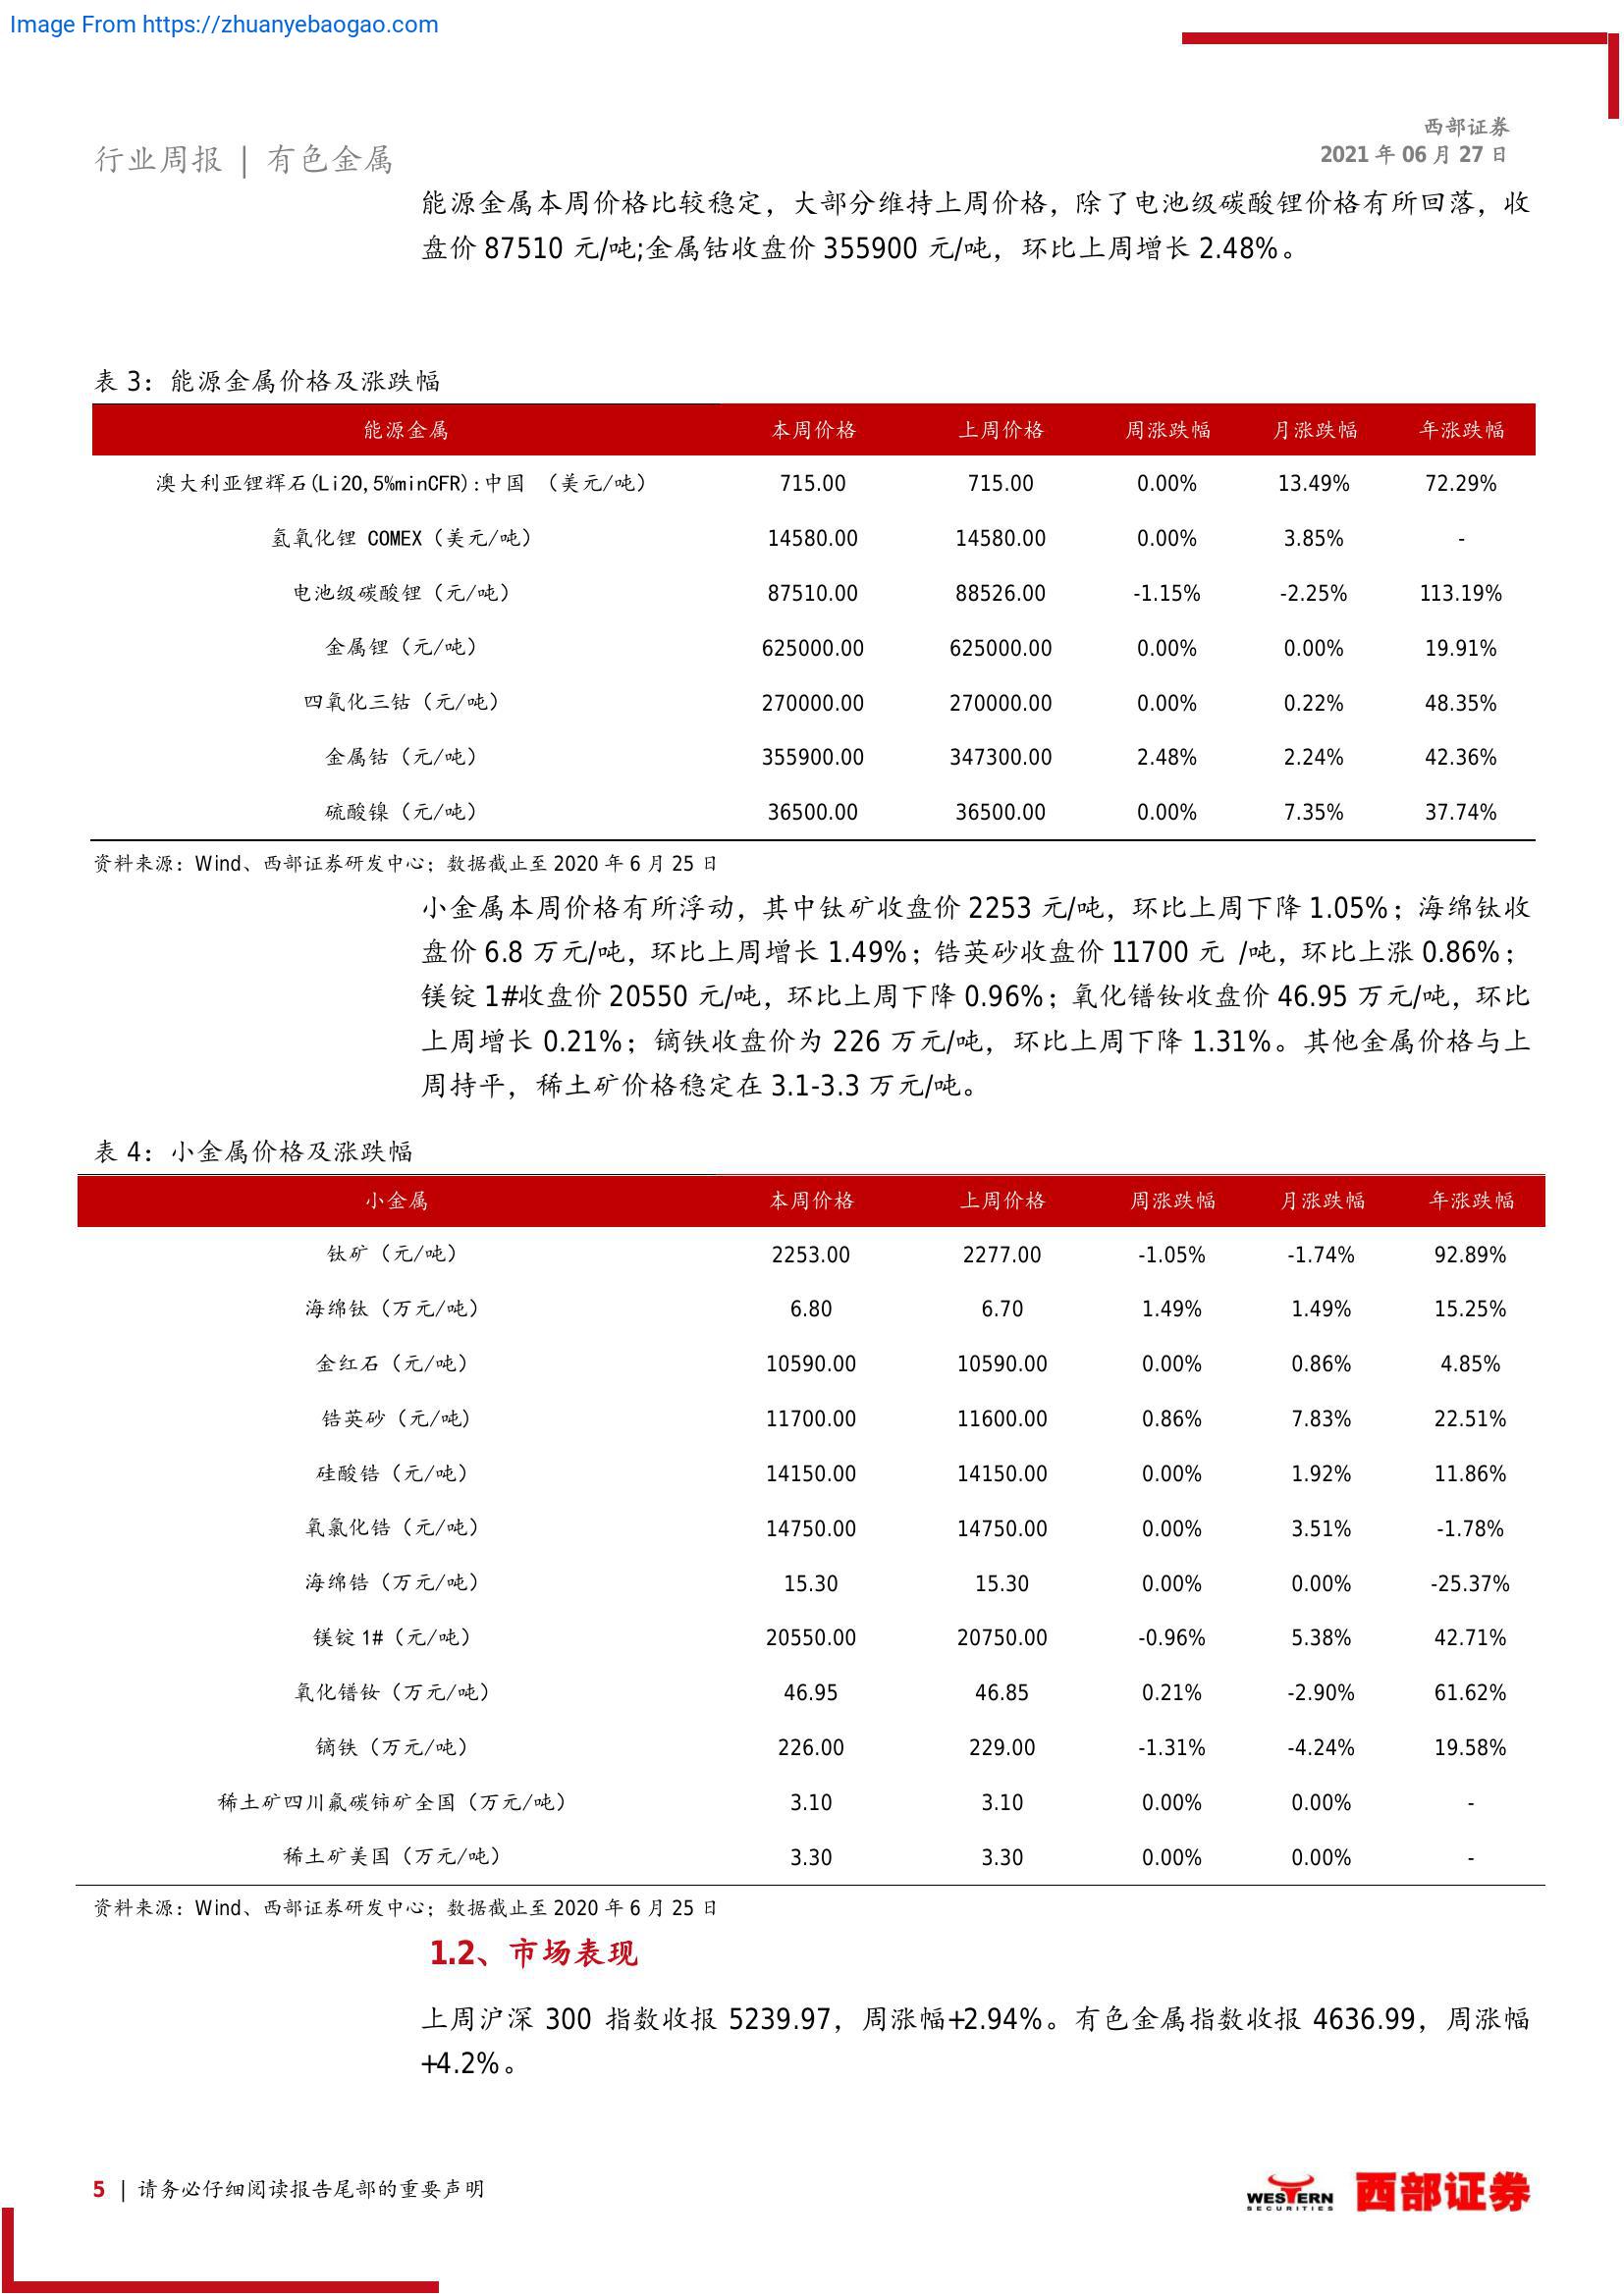 Image From https://zhuanyebaogao.com
西部证券
行业周报 | 有色金属
2021 年 06 月 27 日
能源金属本周价格比较稳定，大部分维持上周价格，除了电池级碳酸锂价格有所回落，收
盘价 87510 元/吨;金属钴收盘价 355900 元/吨，环比上周增长 2.48%。
表 3：能源金属价格及涨跌幅
能源金属 本周价格 上周价格 周涨跌幅 月涨跌幅 年涨跌幅
澳大利亚锂辉石(Li2O,5%minCFR):中国 （美元/吨） 715.00 715.00 0.00% 13.49% 72.29%
氢氧化锂 COMEX（美元/吨） 14580.00 14580.00 0.00% 3.85% -
电池级碳酸锂（元/吨） 87510.00 88526.00 -1.15% -2.25% 113.19%
金属锂（元/吨） 625000.00 625000.00 0.00% 0.00% 19.91%
四氧化三钴（元/吨） 270000.00 270000.00 0.00% 0.22% 48.35%
金属钴（元/吨） 355900.00 347300.00 2.48% 2.24% 42.36%
硫酸镍（元/吨） 36500.00 36500.00 0.00% 7.35% 37.74%
资料来源：Wind、西部证券研发中心；数据截止至 2020 年 6 月 25 日
小金属本周价格有所浮动，其中钛矿收盘价 2253 元/吨，环比上周下降 1.05%；海绵钛收
盘价 6.8 万元/吨，环比上周增长 1.49%；锆英砂收盘价 11700 元 /吨，环比上涨 0.86%；
镁锭 1#收盘价 20550 元/吨，环比上周下降 0.96%；氧化镨钕收盘价 46.95 万元/吨，环比
上周增长 0.21%；镝铁收盘价为 226 万元/吨，环比上周下降 1.31%。其他金属价格与上
周持平，稀土矿价格稳定在 3.1-3.3 万元/吨。
表 4：小金属价格及涨跌幅
小金属 本周价格 上周价格 周涨跌幅 月涨跌幅 年涨跌幅
钛矿（元/吨） 2253.00 2277.00 -1.05% -1.74% 92.89%
海绵钛（万元/吨） 6.80 6.70 1.49% 1.49% 15.25%
金红石（元/吨） 10590.00 10590.00 0.00% 0.86% 4.85%
锆英砂（元/吨) 11700.00 11600.00 0.86% 7.83% 22.51%
硅酸锆（元/吨） 14150.00 14150.00 0.00% 1.92% 11.86%
氧氯化锆（元/吨） 14750.00 14750.00 0.00% 3.51% -1.78%
海绵锆（万元/吨） 15.30 15.30 0.00% 0.00% -25.37%
镁锭 1#（元/吨） 20550.00 20750.00 -0.96% 5.38% 42.71%
氧化镨钕（万元/吨） 46.95 46.85 0.21% -2.90% 61.62%
镝铁（万元/吨） 226.00 229.00 -1.31% -4.24% 19.58%
稀土矿四川氟碳铈矿全国（万元/吨） 3.10 3.10 0.00% 0.00% -
稀土矿美国（万元/吨） 3.30 3.30 0.00% 0.00% -
资料来源：Wind、西部证券研发中心；数据截止至 2020 年 6 月 25 日
1.2、市场表现
上周沪深 300 指数收报 5239.97，周涨幅+2.94%。有色金属指数收报 4636.99，周涨幅
+4.2%。
5 | 请务必仔细阅读报告尾部的重要声明
WESTERN
SECURITIES
西部证券